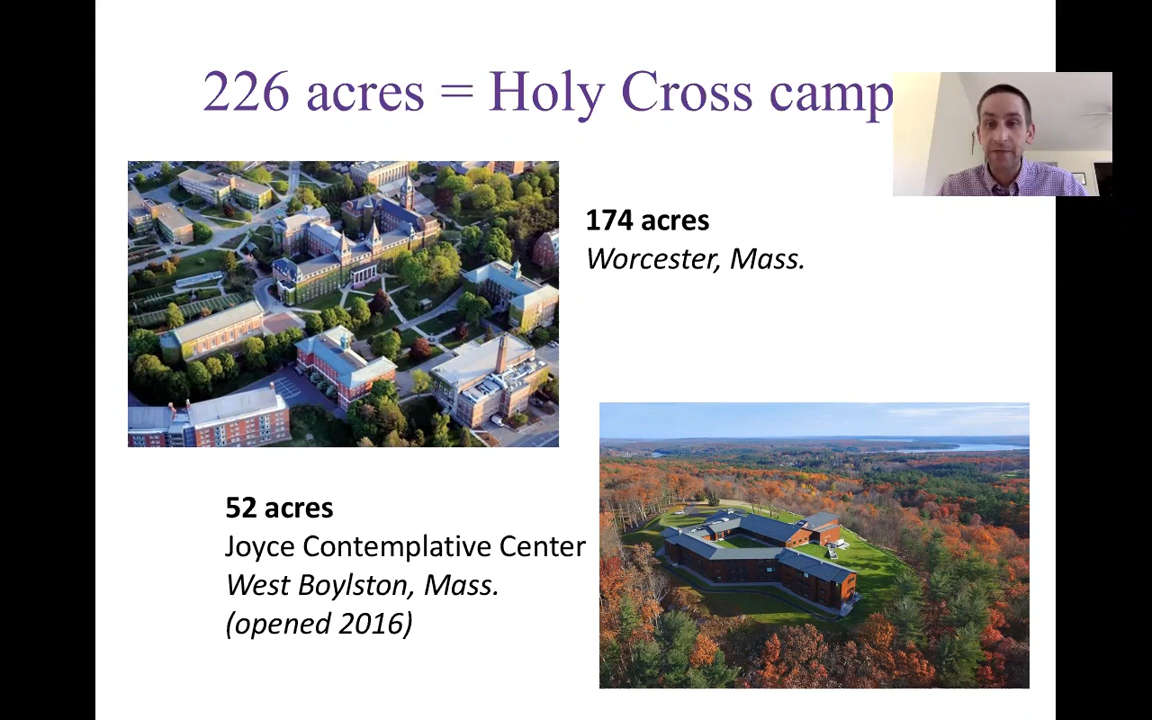 226 acres = Holy Cross camp
174 acres
Worcester, Mass.
52 acres
Joyce Contemplative Center
West Boylston, Mass.
(opened 2016)